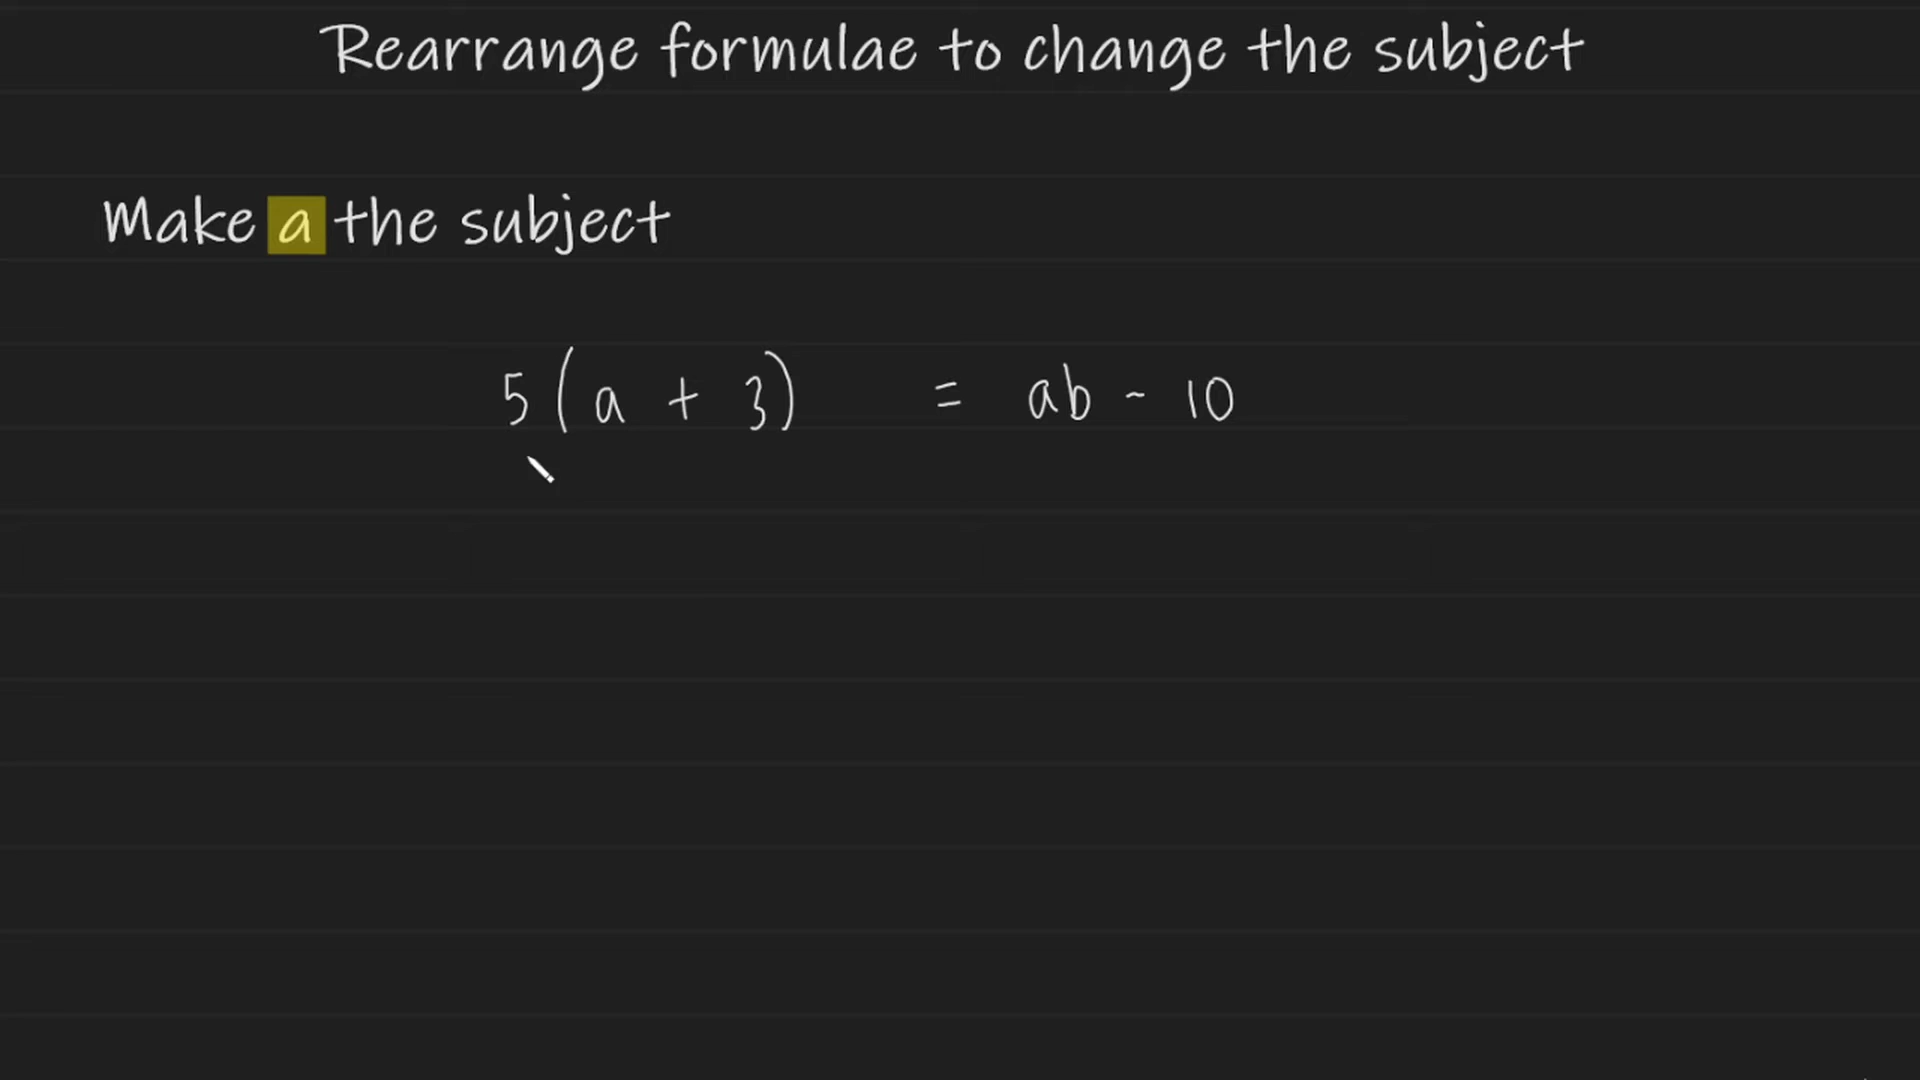 Rearrange formulae to change the subject
Make a the subject
5(a + 3) = ab - 10